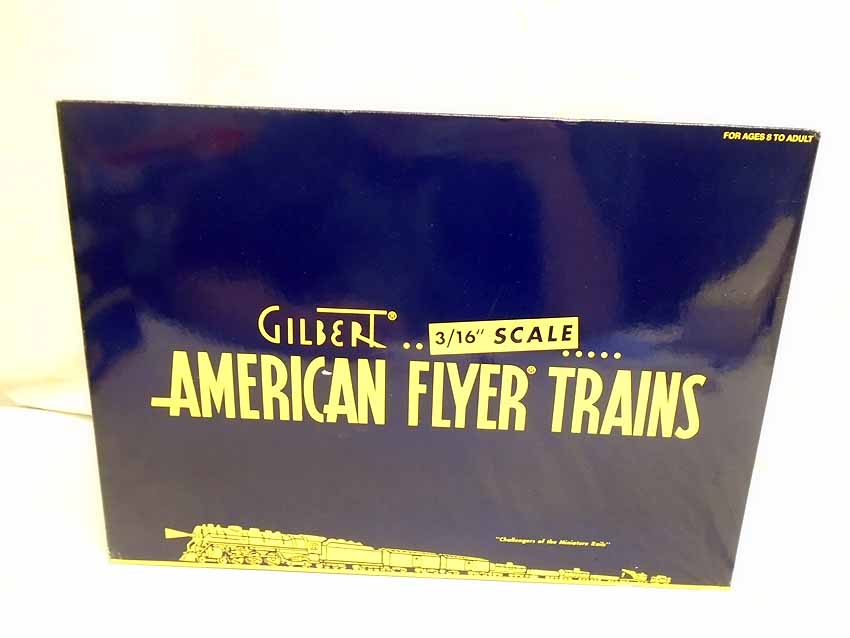 FOR AGES 8 TO ADULT
GILBERT® .. 3/16" SCALE .....
AMERICAN FLYER® TRAINS
"Challengers of the Miniature Rails"